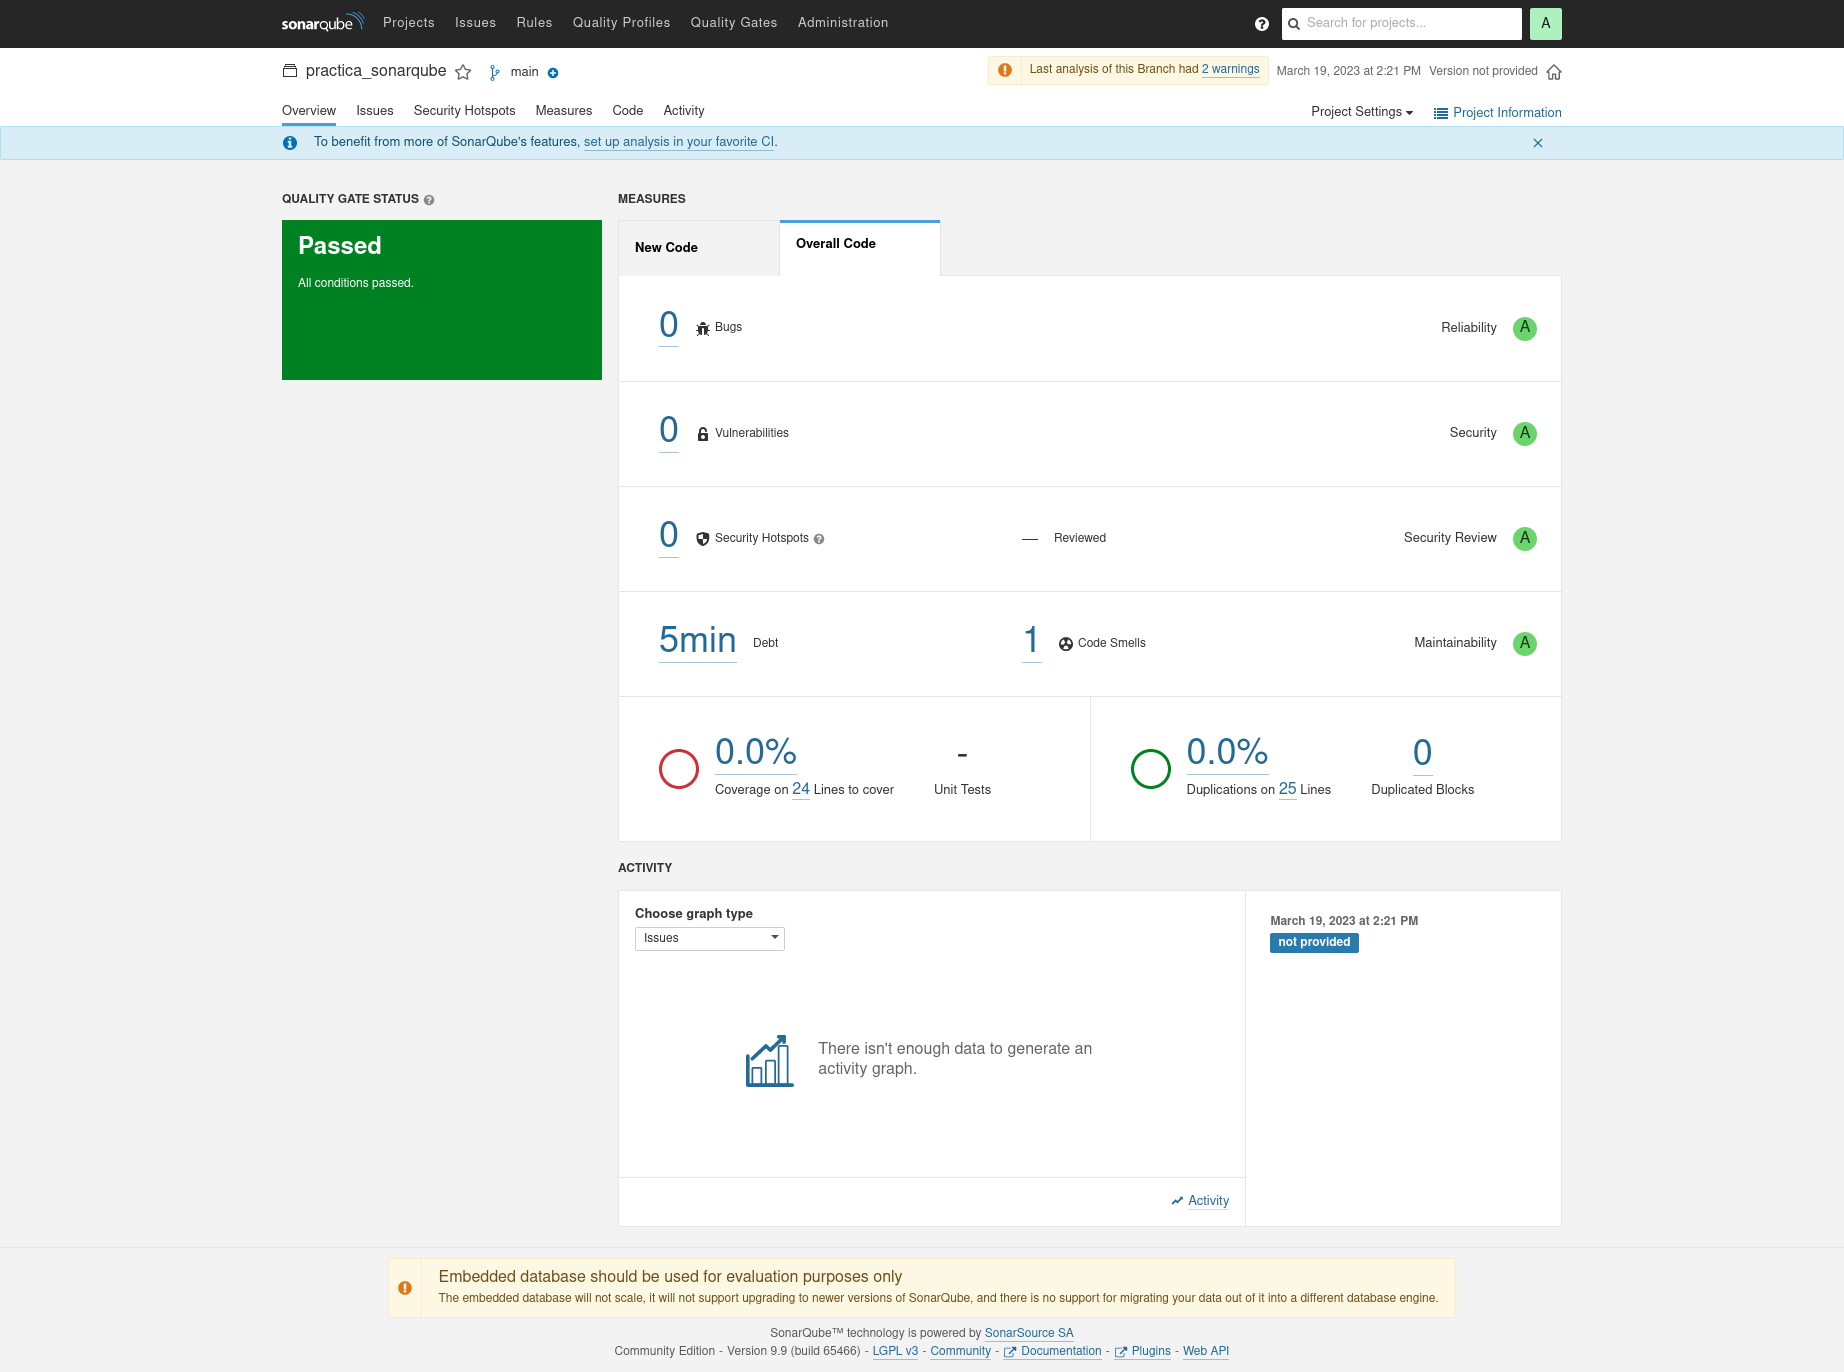 sonarqube Projects Issues Rules Quality Profiles Quality Gates Administration Search for projects... A
practica_sonarqube main Last analysis of this Branch had 2 warnings March 19, 2023 at 2:21 PM Version not provided
Overview Issues Security Hotspots Measures Code Activity Project Settings Project Information
To benefit from more of SonarQube's features, set up analysis in your favorite CI.
QUALITY GATE STATUS
Passed
All conditions passed.
MEASURES
New Code Overall Code
0 Bugs Reliability A
0 Vulnerabilities Security A
0 Security Hotspots — Reviewed Security Review A
5min Debt 1 Code Smells Maintainability A
0.0% - 0.0% 0
Coverage on 24 Lines to cover Unit Tests Duplications on 25 Lines Duplicated Blocks
ACTIVITY
Choose graph type
Issues
March 19, 2023 at 2:21 PM
not provided
There isn't enough data to generate an
activity graph.
Activity
Embedded database should be used for evaluation purposes only
The embedded database will not scale, it will not support upgrading to newer versions of SonarQube, and there is no support for migrating your data out of it into a different database engine.
SonarQube™ technology is powered by SonarSource SA
Community Edition - Version 9.9 (build 65466) - LGPL v3 - Community - Documentation - Plugins - Web API